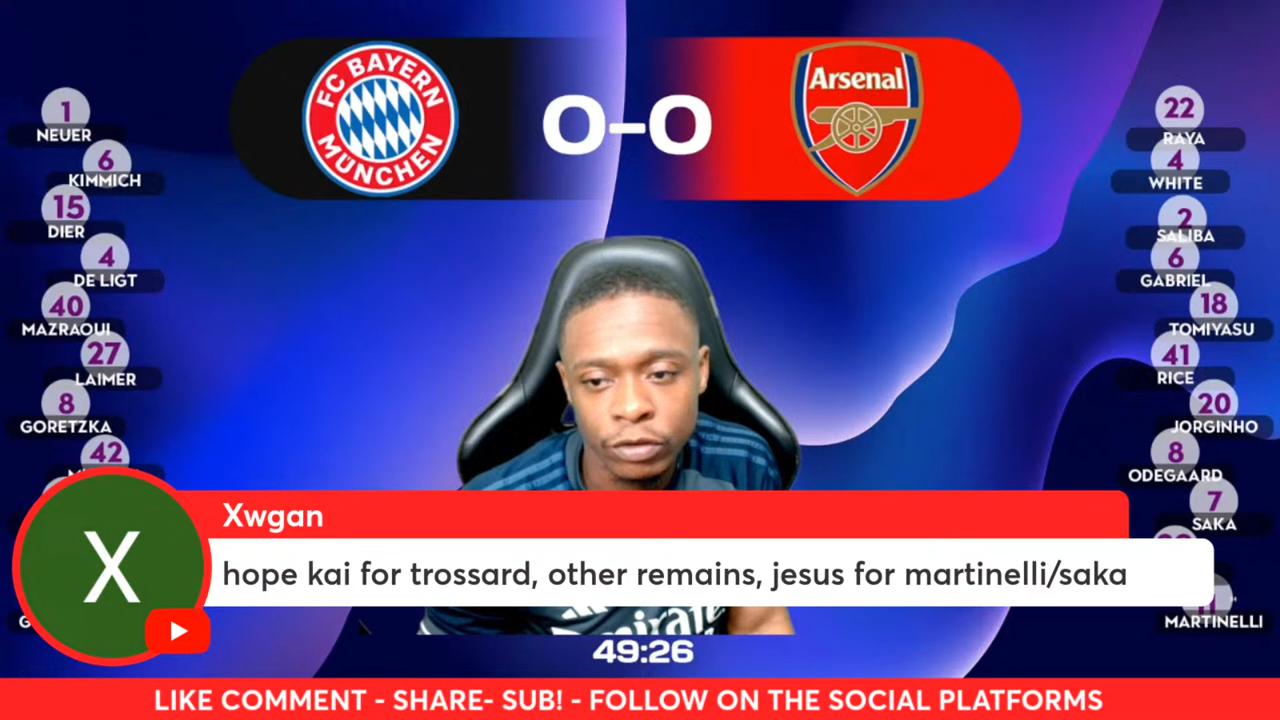 FC BAYERN
MÜNCHEN
0-0
Arsenal
1
NEUER
6
KIMMICH
15
DIER
4
DE LIGT
40
MAZRAOUI
27
LAIMER
8
GORETZKA
42
22
RAYA
4
WHITE
2
SALIBA
6
GABRIEL
18
TOMIYASU
41
RICE
20
JORGINHO
8
ODEGAARD
7
SAKA
11
MARTINELLI
X
Xwgan
hope kai for trossard, other remains, jesus for martinelli/saka
49:26
LIKE COMMENT - SHARE- SUB! - FOLLOW ON THE SOCIAL PLATFORMS